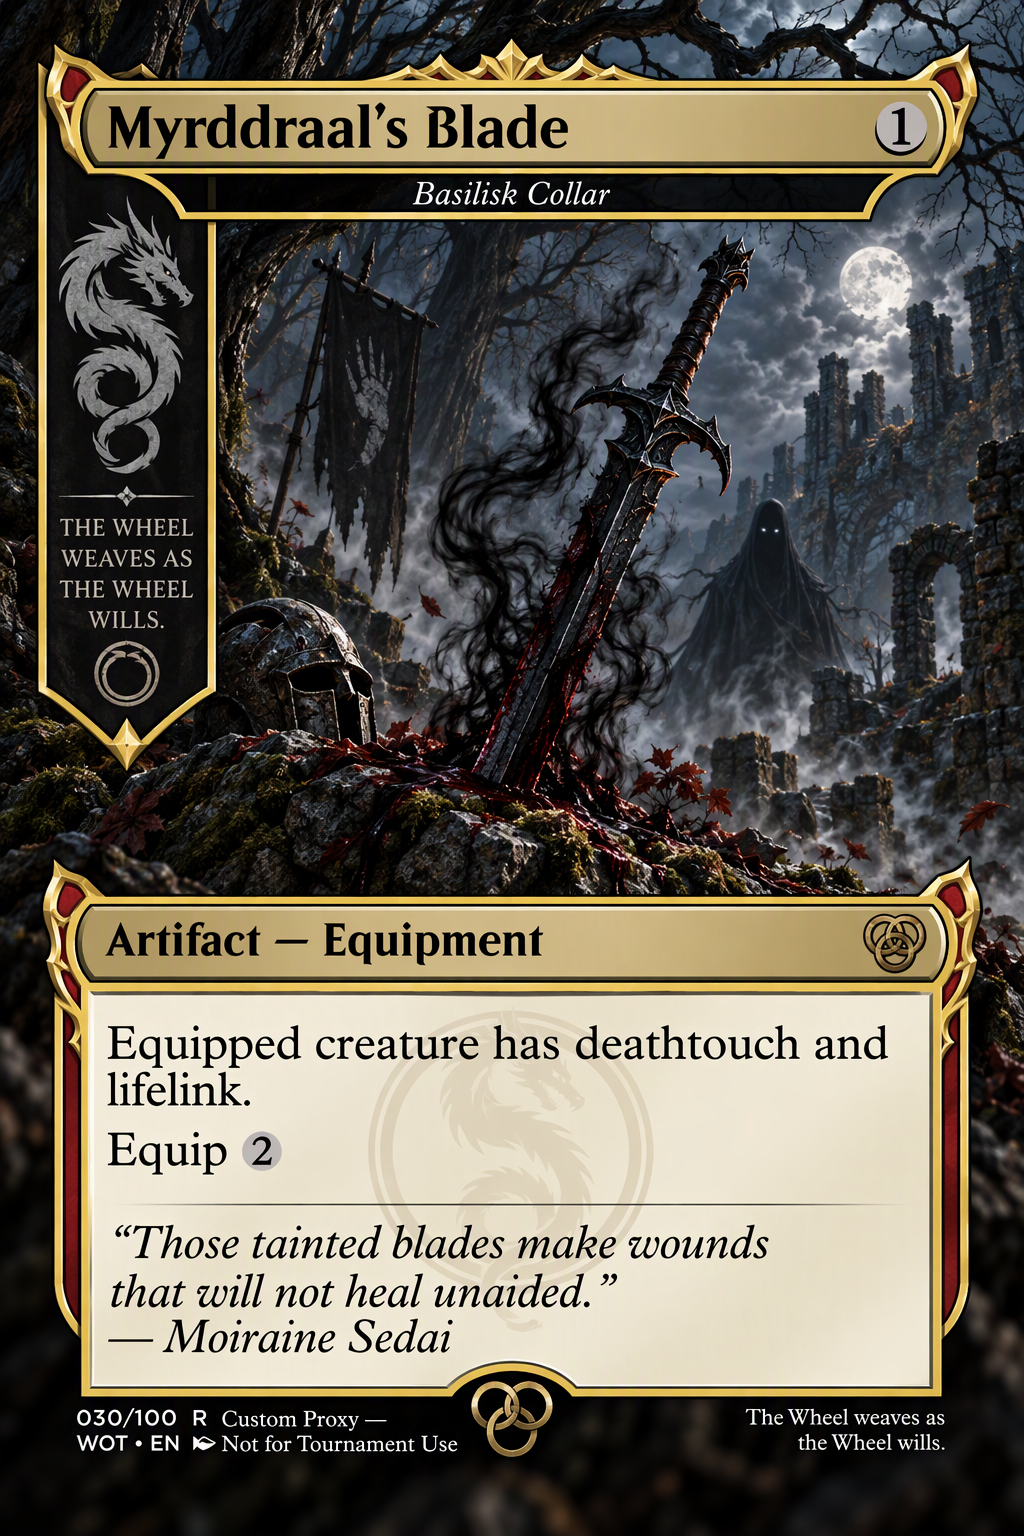 Myrddraal's Blade
1
Basilisk Collar
THE WHEEL
WEAVES AS
THE WHEEL
WILLS.
Artifact — Equipment
Equipped creature has deathtouch and
lifelink.
Equip 2
“Those tainted blades make wounds
that will not heal unaided.”
— Moiraine Sedai
030/100 R Custom Proxy —
WOT • EN Not for Tournament Use
The Wheel weaves as
the Wheel wills.